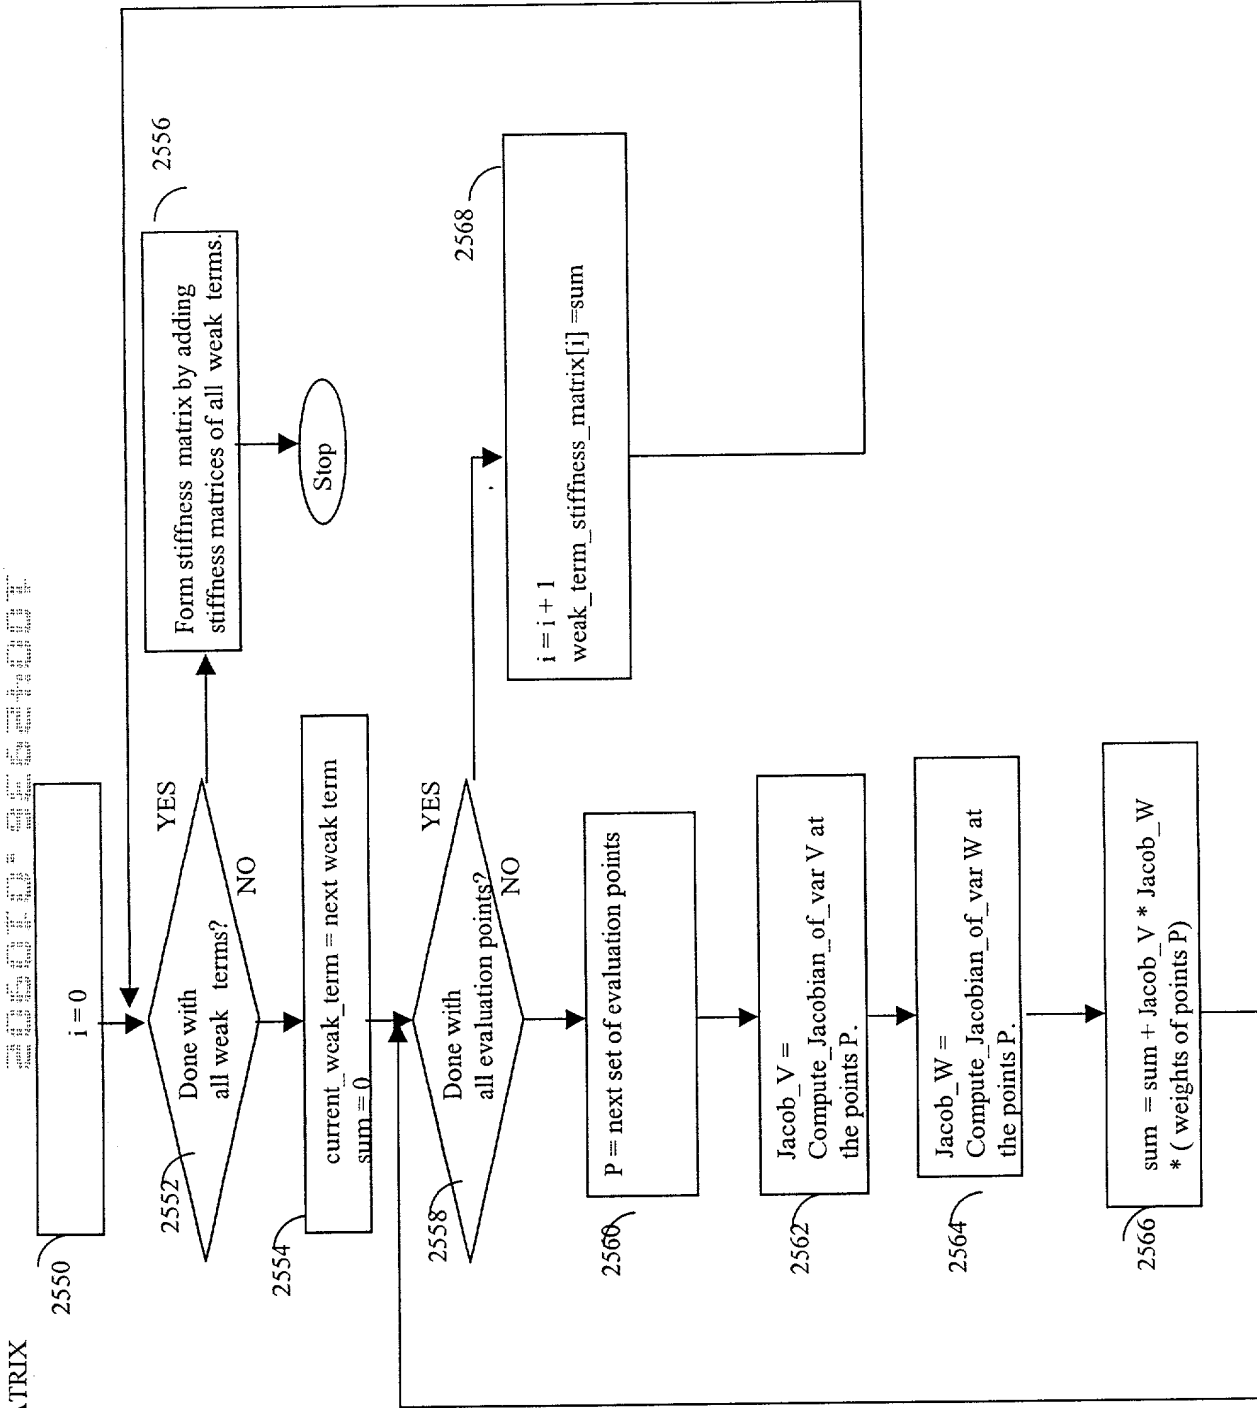 ATRIX
2550
i = 0
2552
Done with
all weak terms?
YES
NO
2556
Form stiffness matrix by adding
stiffness matrices of all weak terms.
Stop
2554
current_weak_term = next weak term
sum = 0
2558
Done with
all evaluation points?
YES
NO
2568
i = i + 1
weak_term_stiffness_matrix[i] =sum
2560
P = next set of evaluation points
2562
Jacob_V =
Compute_Jacobian_of_var V at
the points P.
2564
Jacob_W =
Compute_Jacobian_of_var W at
the points P.
2566
sum = sum + Jacob_V * Jacob_W
* ( weights of points P)